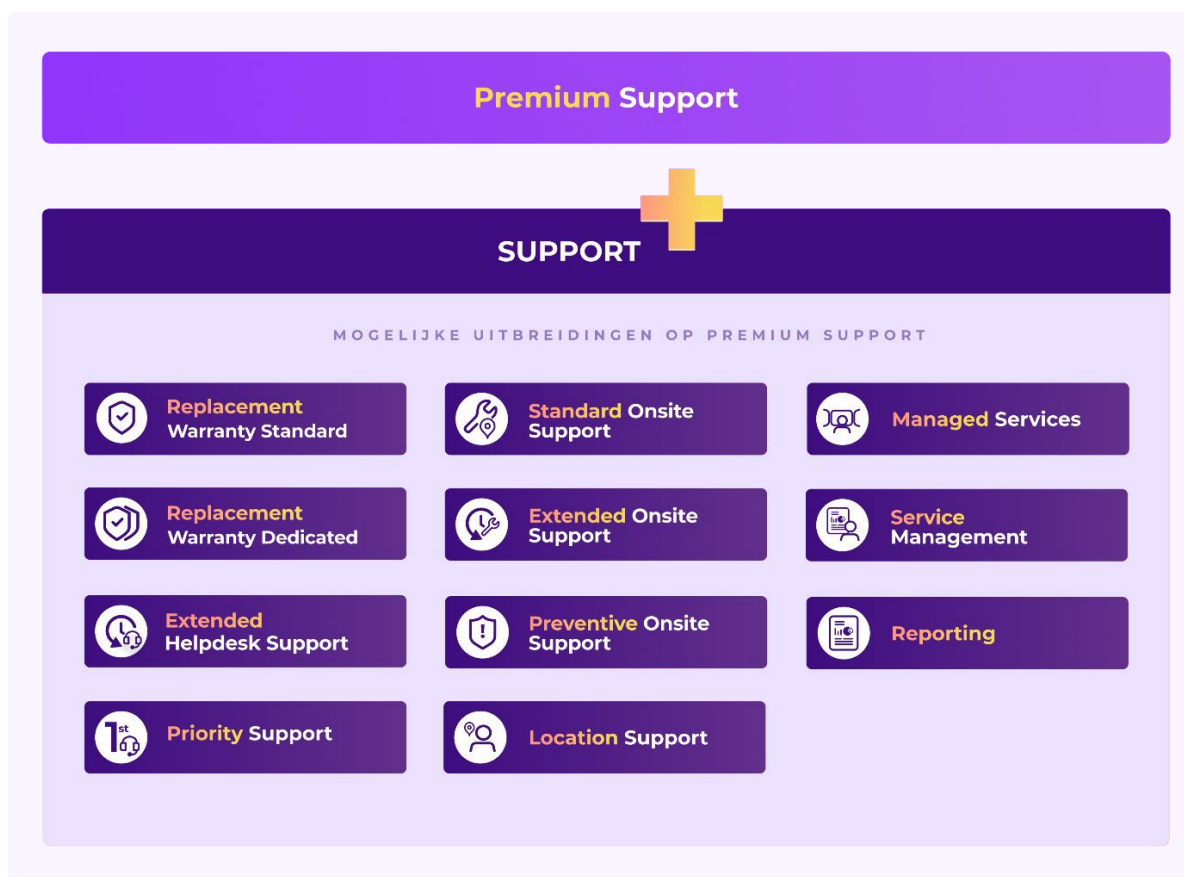 Premium Support
SUPPORT
MOGELIJKE UITBREIDINGEN OP PREMIUM SUPPORT
Replacement
Warranty Standard
Standard Onsite
Support
Managed Services
Replacement
Warranty Dedicated
Extended Onsite
Support
Service
Management
Extended
Helpdesk Support
Preventive Onsite
Support
Reporting
1st
Priority Support
Location Support